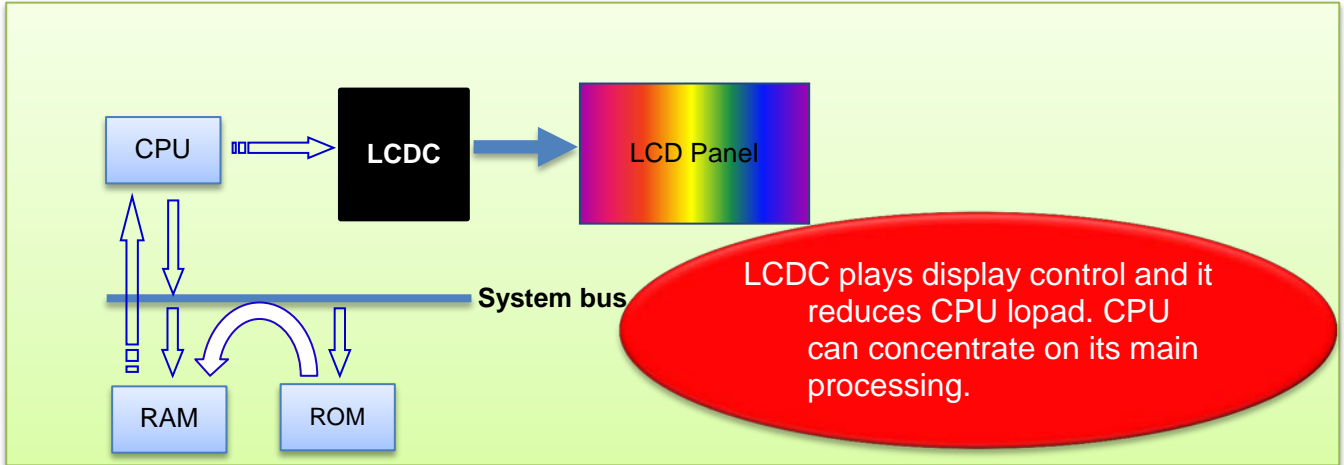 CPU
LCDC
LCD Panel
System bus
LCDC plays display control and it
reduces CPU lopad. CPU
can concentrate on its main
processing.
RAM
ROM